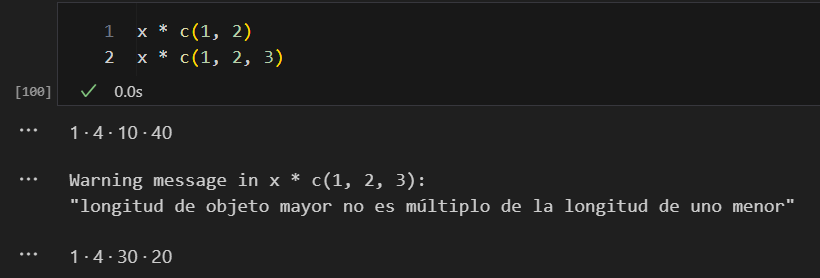 1 x * c(1, 2)
2 x * c(1, 2, 3)
[100] ✓ 0.0s
... 1 · 4 · 10 · 40
... Warning message in x * c(1, 2, 3):
"longitud de objeto mayor no es múltiplo de la longitud de uno menor"
... 1 · 4 · 30 · 20